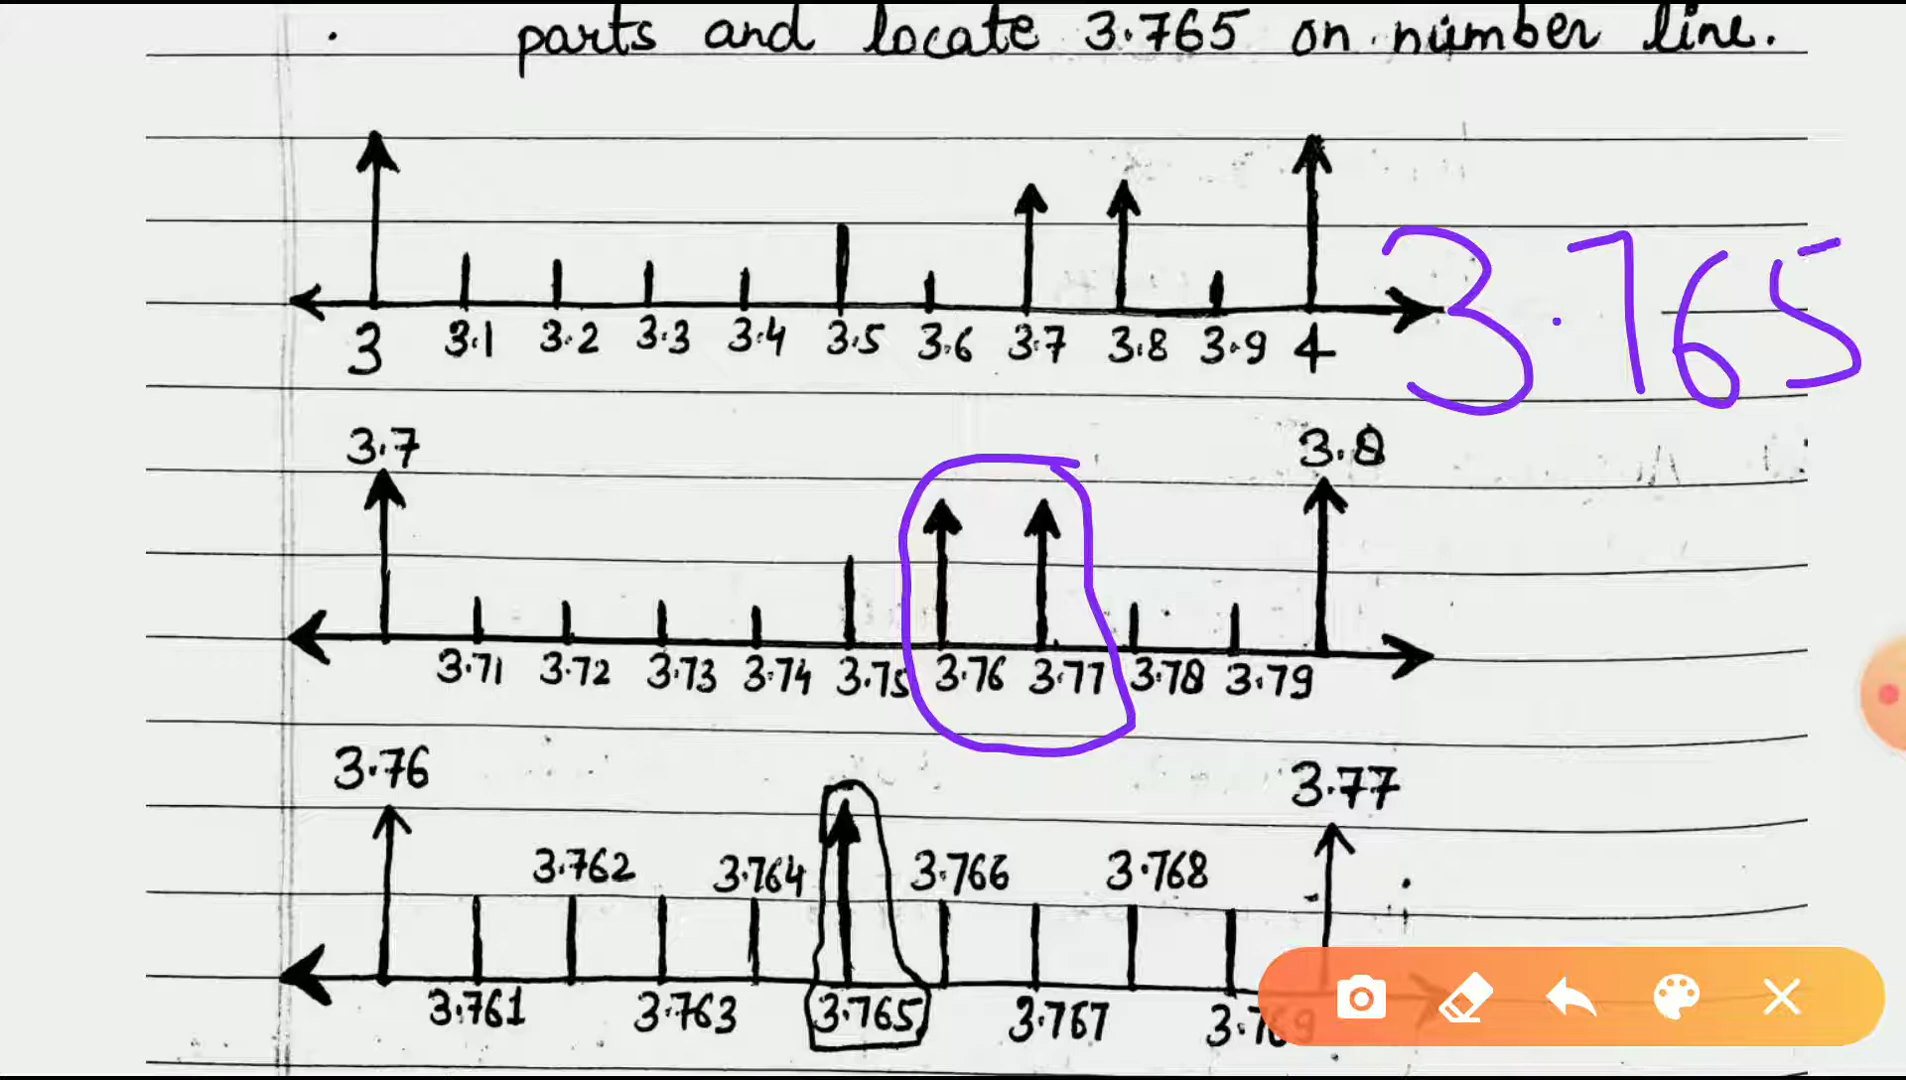 parts and locate 3.765 on number line.
3 3.1 3.2 3.3 3.4 3.5 3.6 3.7 3.8 3.9 4
3.765
3.7 3.8
3.71 3.72 3.73 3.74 3.75 3.76 3.77 3.78 3.79
3.76 3.77
3.762 3.764 3.766 3.768
3.761 3.763 3.765 3.767 3.769